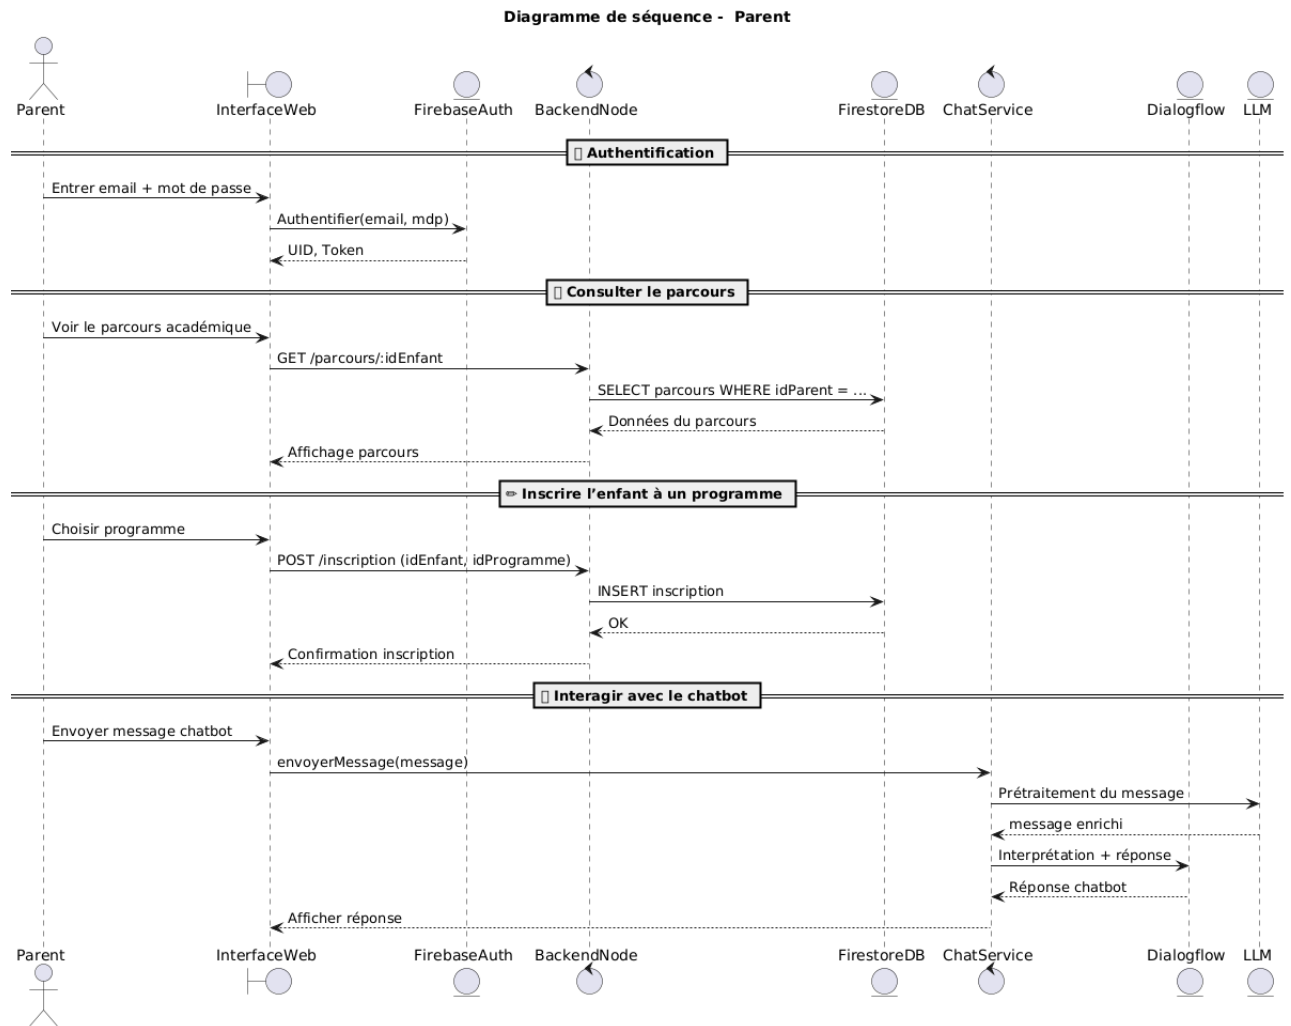 Diagramme de séquence - Parent
Parent InterfaceWeb FirebaseAuth BackendNode FirestoreDB ChatService Dialogflow LLM
Authentification
Entrer email + mot de passe
Authentifier(email, mdp)
UID, Token
Consulter le parcours
Voir le parcours académique
GET /parcours/:idEnfant
SELECT parcours WHERE idParent = ...
Données du parcours
Affichage parcours
✏ Inscrire l’enfant à un programme
Choisir programme
POST /inscription (idEnfant, idProgramme)
INSERT inscription
OK
Confirmation inscription
Interagir avec le chatbot
Envoyer message chatbot
envoyerMessage(message)
Prétraitement du message
message enrichi
Interprétation + réponse
Réponse chatbot
Afficher réponse
Parent InterfaceWeb FirebaseAuth BackendNode FirestoreDB ChatService Dialogflow LLM